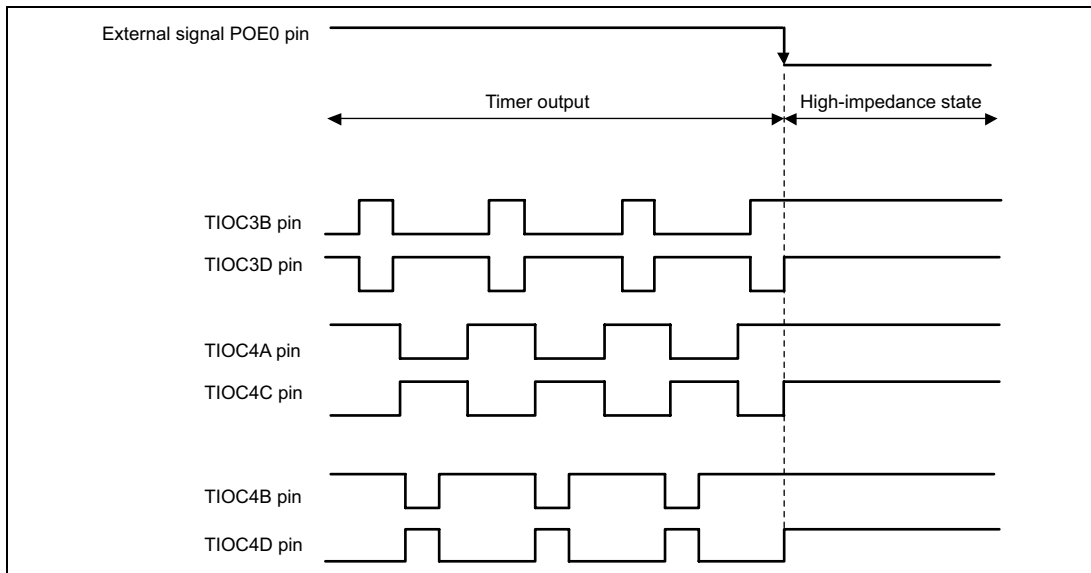 External signal POE0 pin
Timer output
High-impedance state
TIOC3B pin
TIOC3D pin
TIOC4A pin
TIOC4C pin
TIOC4B pin
TIOC4D pin